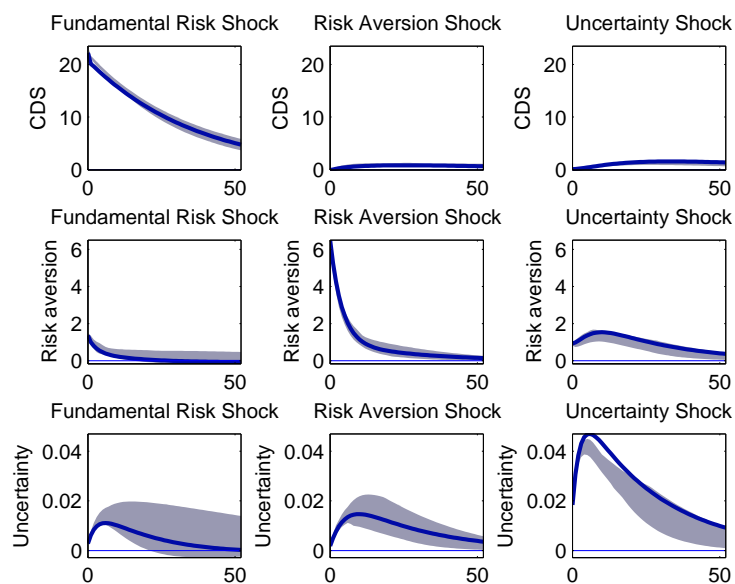 Fundamental Risk Shock Risk Aversion Shock Uncertainty Shock
CDS 20 10 0 CDS 20 10 0 CDS 20 10 0
0 50 0 50 0 50
Fundamental Risk Shock Risk Aversion Shock Uncertainty Shock
Risk aversion 6 4 2 0 Risk aversion 6 4 2 0 Risk aversion 6 4 2 0
0 50 0 50 0 50
Fundamental Risk Shock Risk Aversion Shock Uncertainty Shock
Uncertainty 0.04 0.02 0 Uncertainty 0.04 0.02 0 Uncertainty 0.04 0.02 0
0 50 0 50 0 50